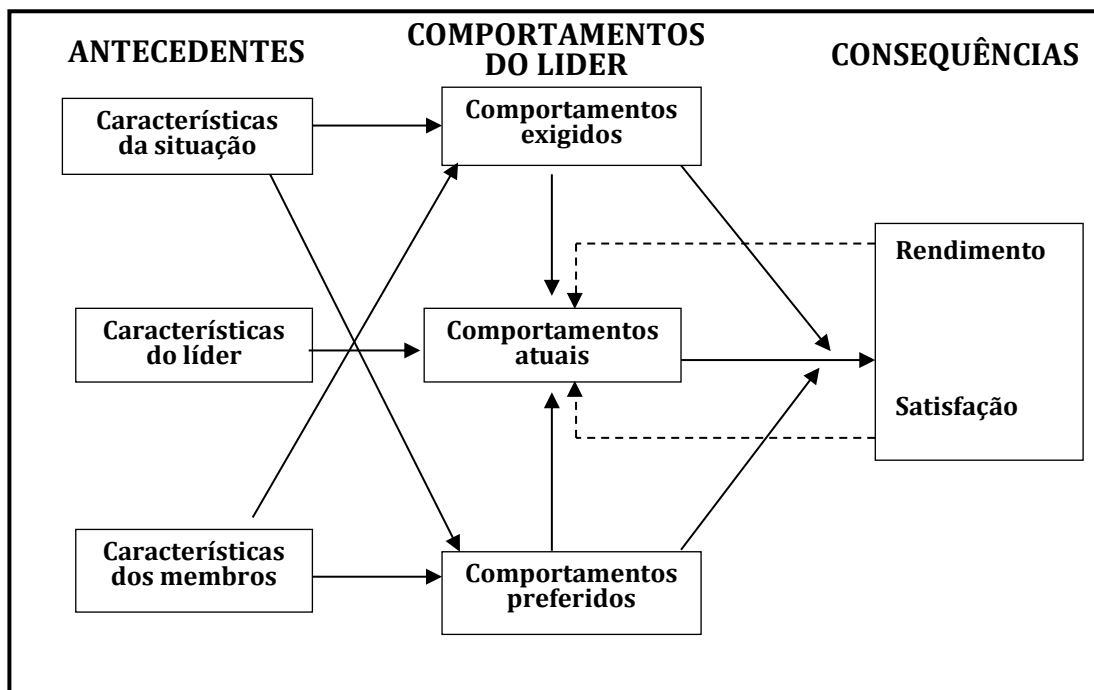 ANTECEDENTES
COMPORTAMENTOS
DO LIDER
CONSEQUÊNCIAS
Características
da situação
Comportamentos
exigidos
Rendimento
Características
do líder
Comportamentos
atuais
Satisfação
Características
dos membros
Comportamentos
preferidos